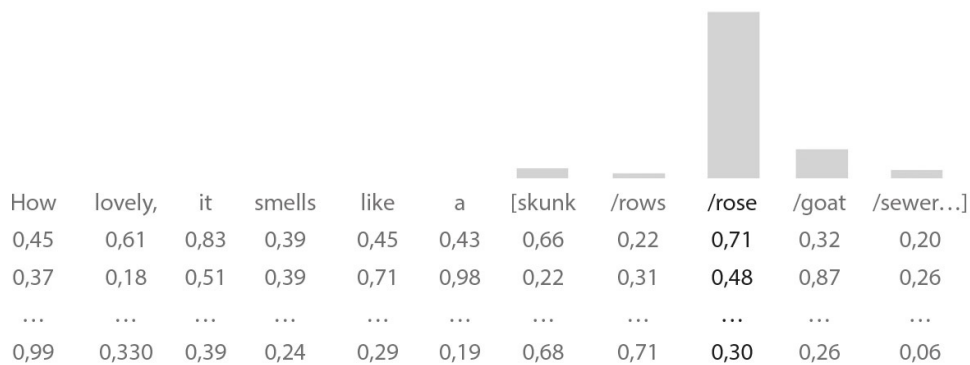 How lovely, it smells like a [skunk /rows /rose /goat /sewer...]
0,45 0,61 0,83 0,39 0,45 0,43 0,66 0,22 0,71 0,32 0,20
0,37 0,18 0,51 0,39 0,71 0,98 0,22 0,31 0,48 0,87 0,26
... ... ... ... ... ... ... ... ... ... ...
0,99 0,330 0,39 0,24 0,29 0,19 0,68 0,71 0,30 0,26 0,06